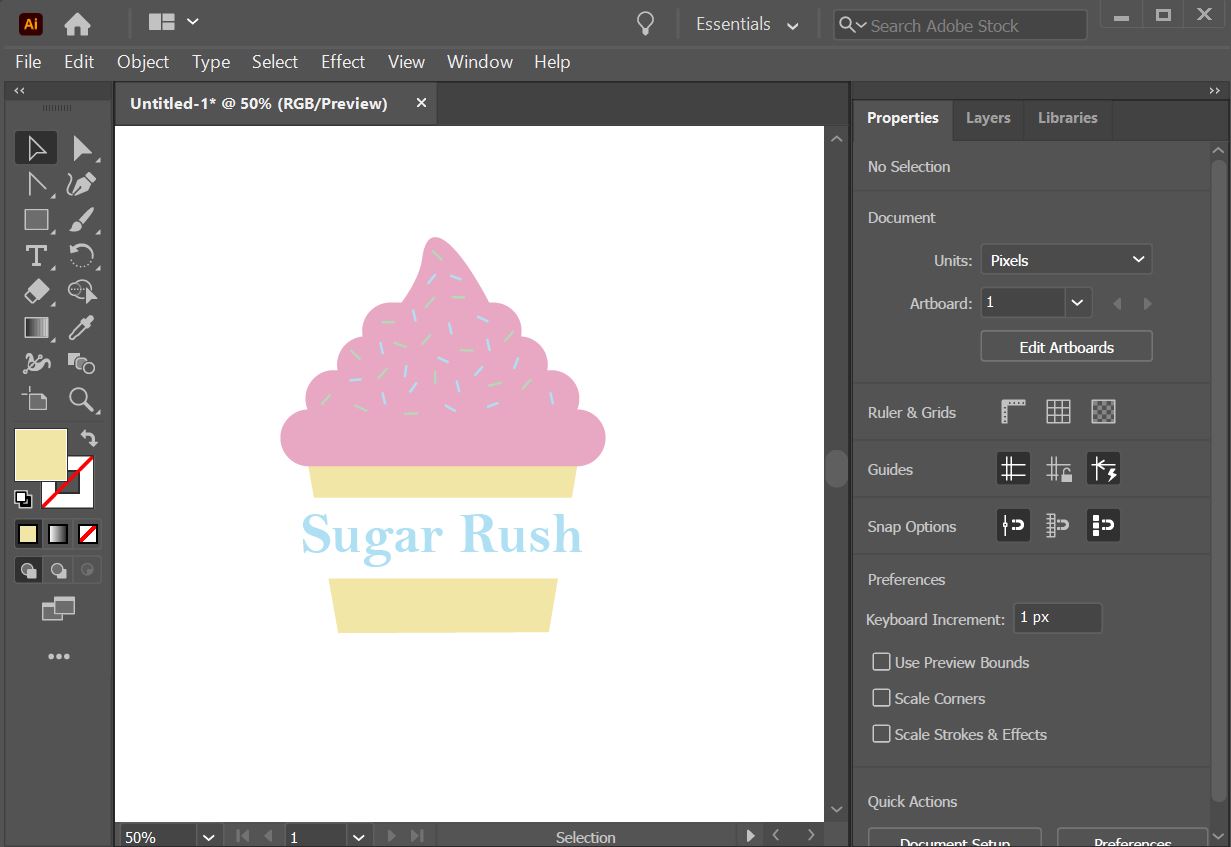 Ai
Essentials
Search Adobe Stock
File Edit Object Type Select Effect View Window Help
Untitled-1* @ 50% (RGB/Preview)
Properties Layers Libraries
No Selection
Document
Units: Pixels
Artboard: 1
Edit Artboards
Ruler & Grids
Guides
Snap Options
Preferences
Keyboard Increment: 1 px
Use Preview Bounds
Scale Corners
Scale Strokes & Effects
Quick Actions
Document Setup Preferences
T
Sugar Rush
50% 1 Selection